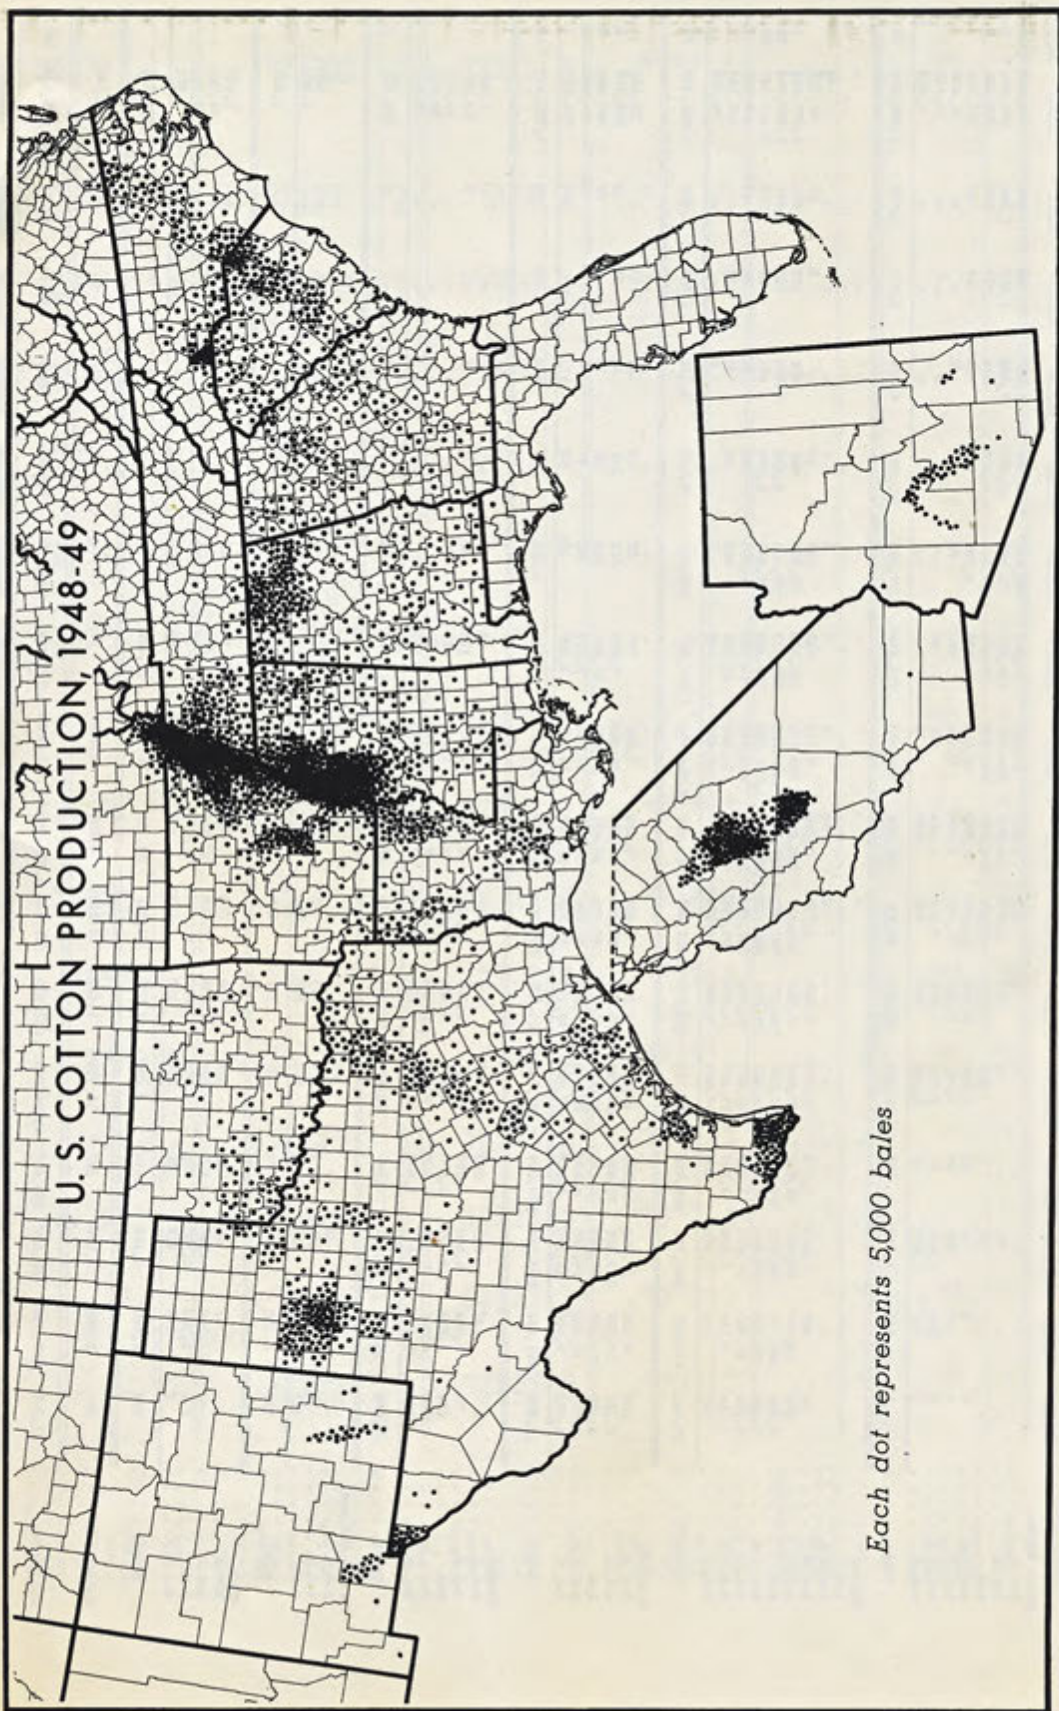 U. S. COTTON PRODUCTION, 1948-49
Each dot represents 5,000 bales